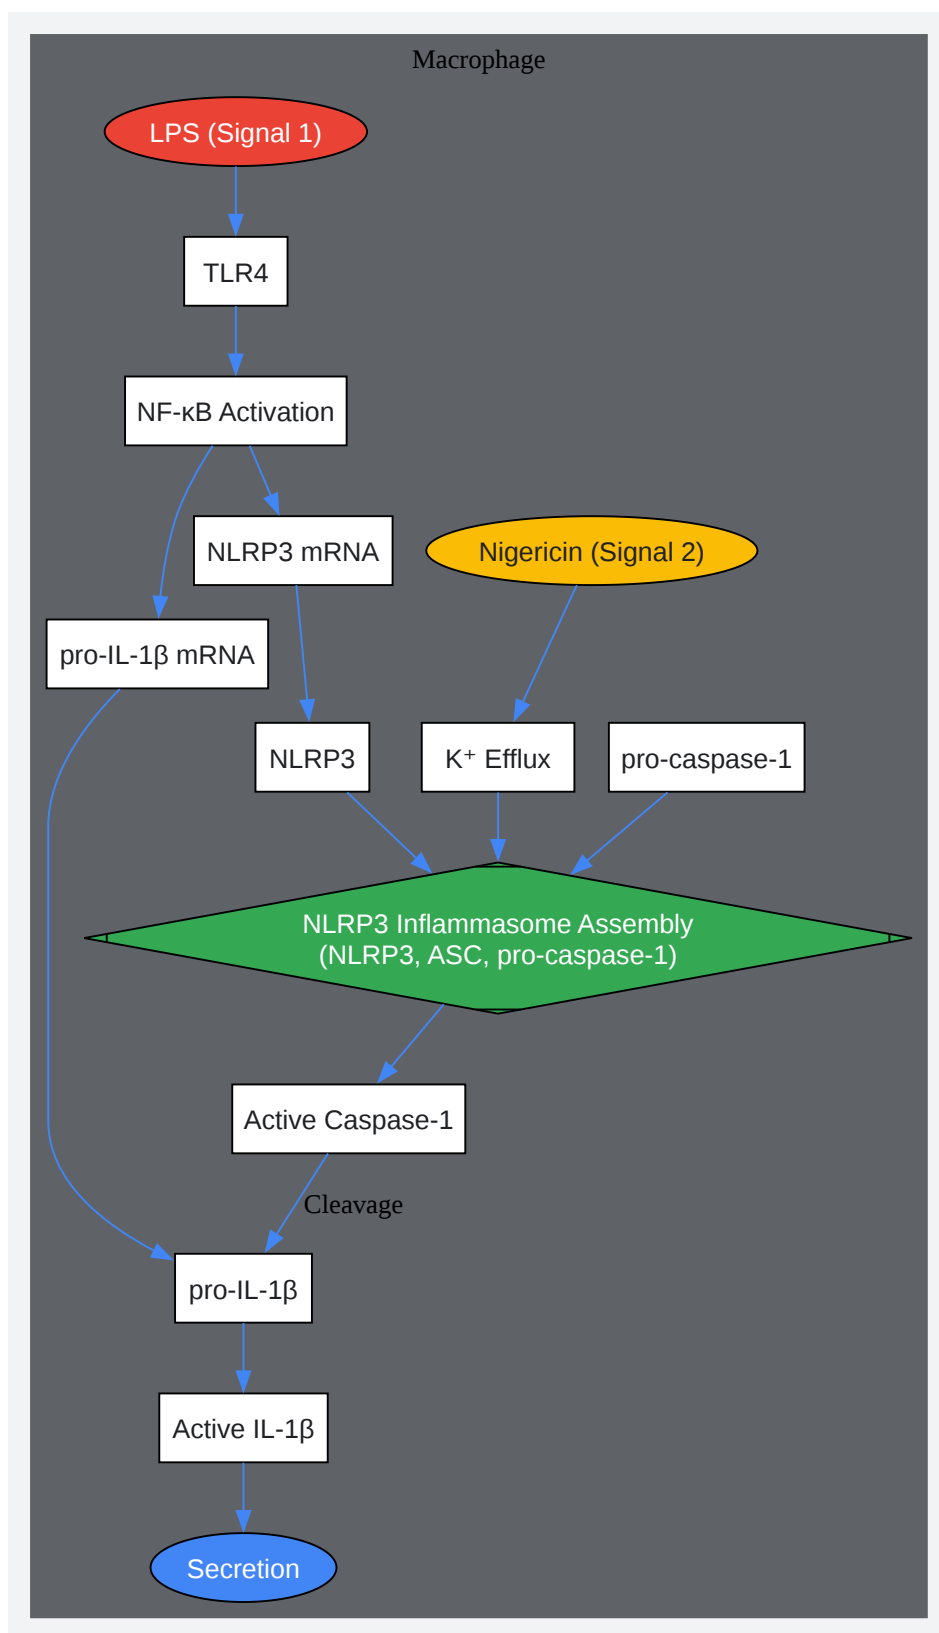 Macrophage
LPS (Signal 1)
TLR4
NF-κB Activation
NLRP3 mRNA
Nigericin (Signal 2)
pro-IL-1β mRNA
NLRP3
K⁺ Efflux
pro-caspase-1
NLRP3 Inflammasome Assembly
(NLRP3, ASC, pro-caspase-1)
Active Caspase-1
Cleavage
pro-IL-1β
Active IL-1β
Secretion